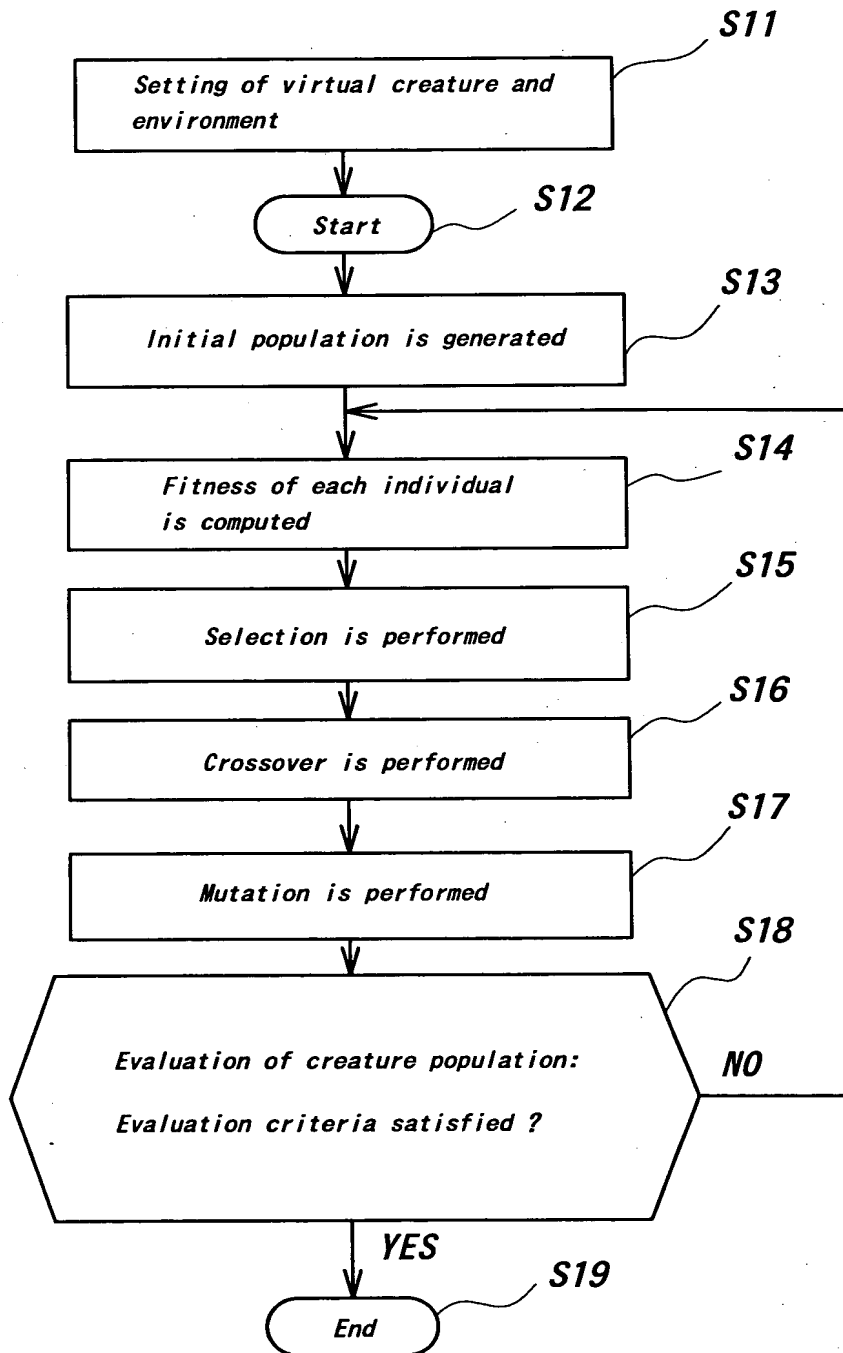 S11
Setting of virtual creature and
environment
S12
Start
S13
Initial population is generated
S14
Fitness of each individual
is computed
S15
Selection is performed
S16
Crossover is performed
S17
Mutation is performed
S18
Evaluation of creature population:
Evaluation criteria satisfied ?
NO
YES
S19
End